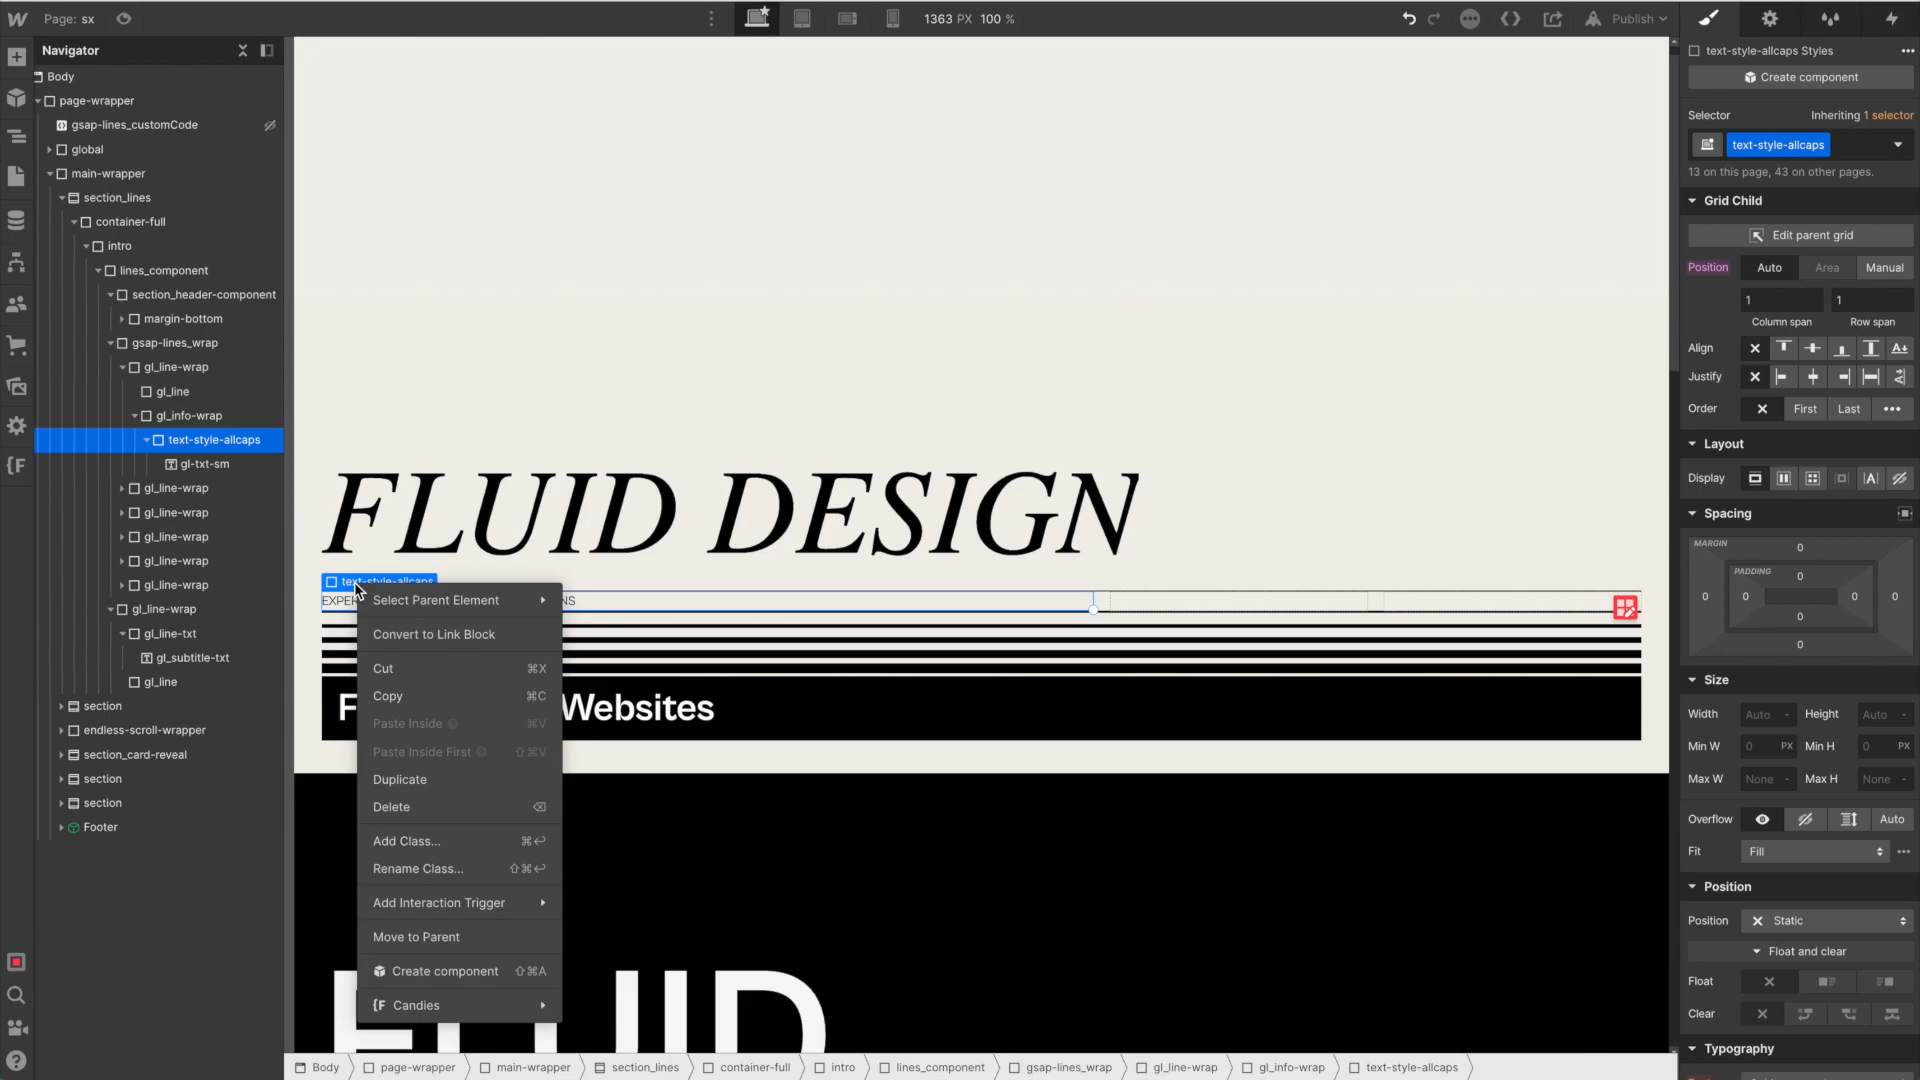 Page: sx
1363 PX 100 %
Publish
Navigator
Body
page-wrapper
gsap-lines_customCode
global
main-wrapper
section_lines
container-full
intro
lines_component
section_header-component
margin-bottom
gsap-lines_wrap
gl_line-wrap
gl_line
gl_info-wrap
text-style-allcaps
gl-txt-sm
gl_line-wrap
gl_line-wrap
gl_line-wrap
gl_line-wrap
gl_line-wrap
gl_line-wrap
gl_line-txt
gl_subtitle-txt
gl_line
section
endless-scroll-wrapper
section_card-reveal
section
section
Footer
FLUID DESIGN
text-style-allcaps
Websites
FLUID
Select Parent Element
Convert to Link Block
Cut ⌘X
Copy ⌘C
Paste Inside ⌘V
Paste Inside First ⇧⌘V
Duplicate
Delete
Add Class... ⌘↩
Rename Class... ⇧⌘↩
Add Interaction Trigger
Move to Parent
Create component ⇧⌘A
{F Candies
Body page-wrapper main-wrapper section_lines container-full intro lines_component gsap-lines_wrap gl_line-wrap gl_info-wrap text-style-allcaps
text-style-allcaps Styles
Create component
Selector Inheriting 1 selector
text-style-allcaps
13 on this page, 43 on other pages.
Grid Child
Edit parent grid
Position Auto Area Manual
1 1
Column span Row span
Align
Justify
Order First Last
Layout
Display
Spacing
MARGIN
0
PADDING
0
0 0 0 0
0
0
Size
Width Auto - Height Auto -
Min W 0 PX Min H 0 PX
Max W None - Max H None -
Overflow Auto
Fit Fill
Position
Position Static
Float and clear
Float
Clear
Typography